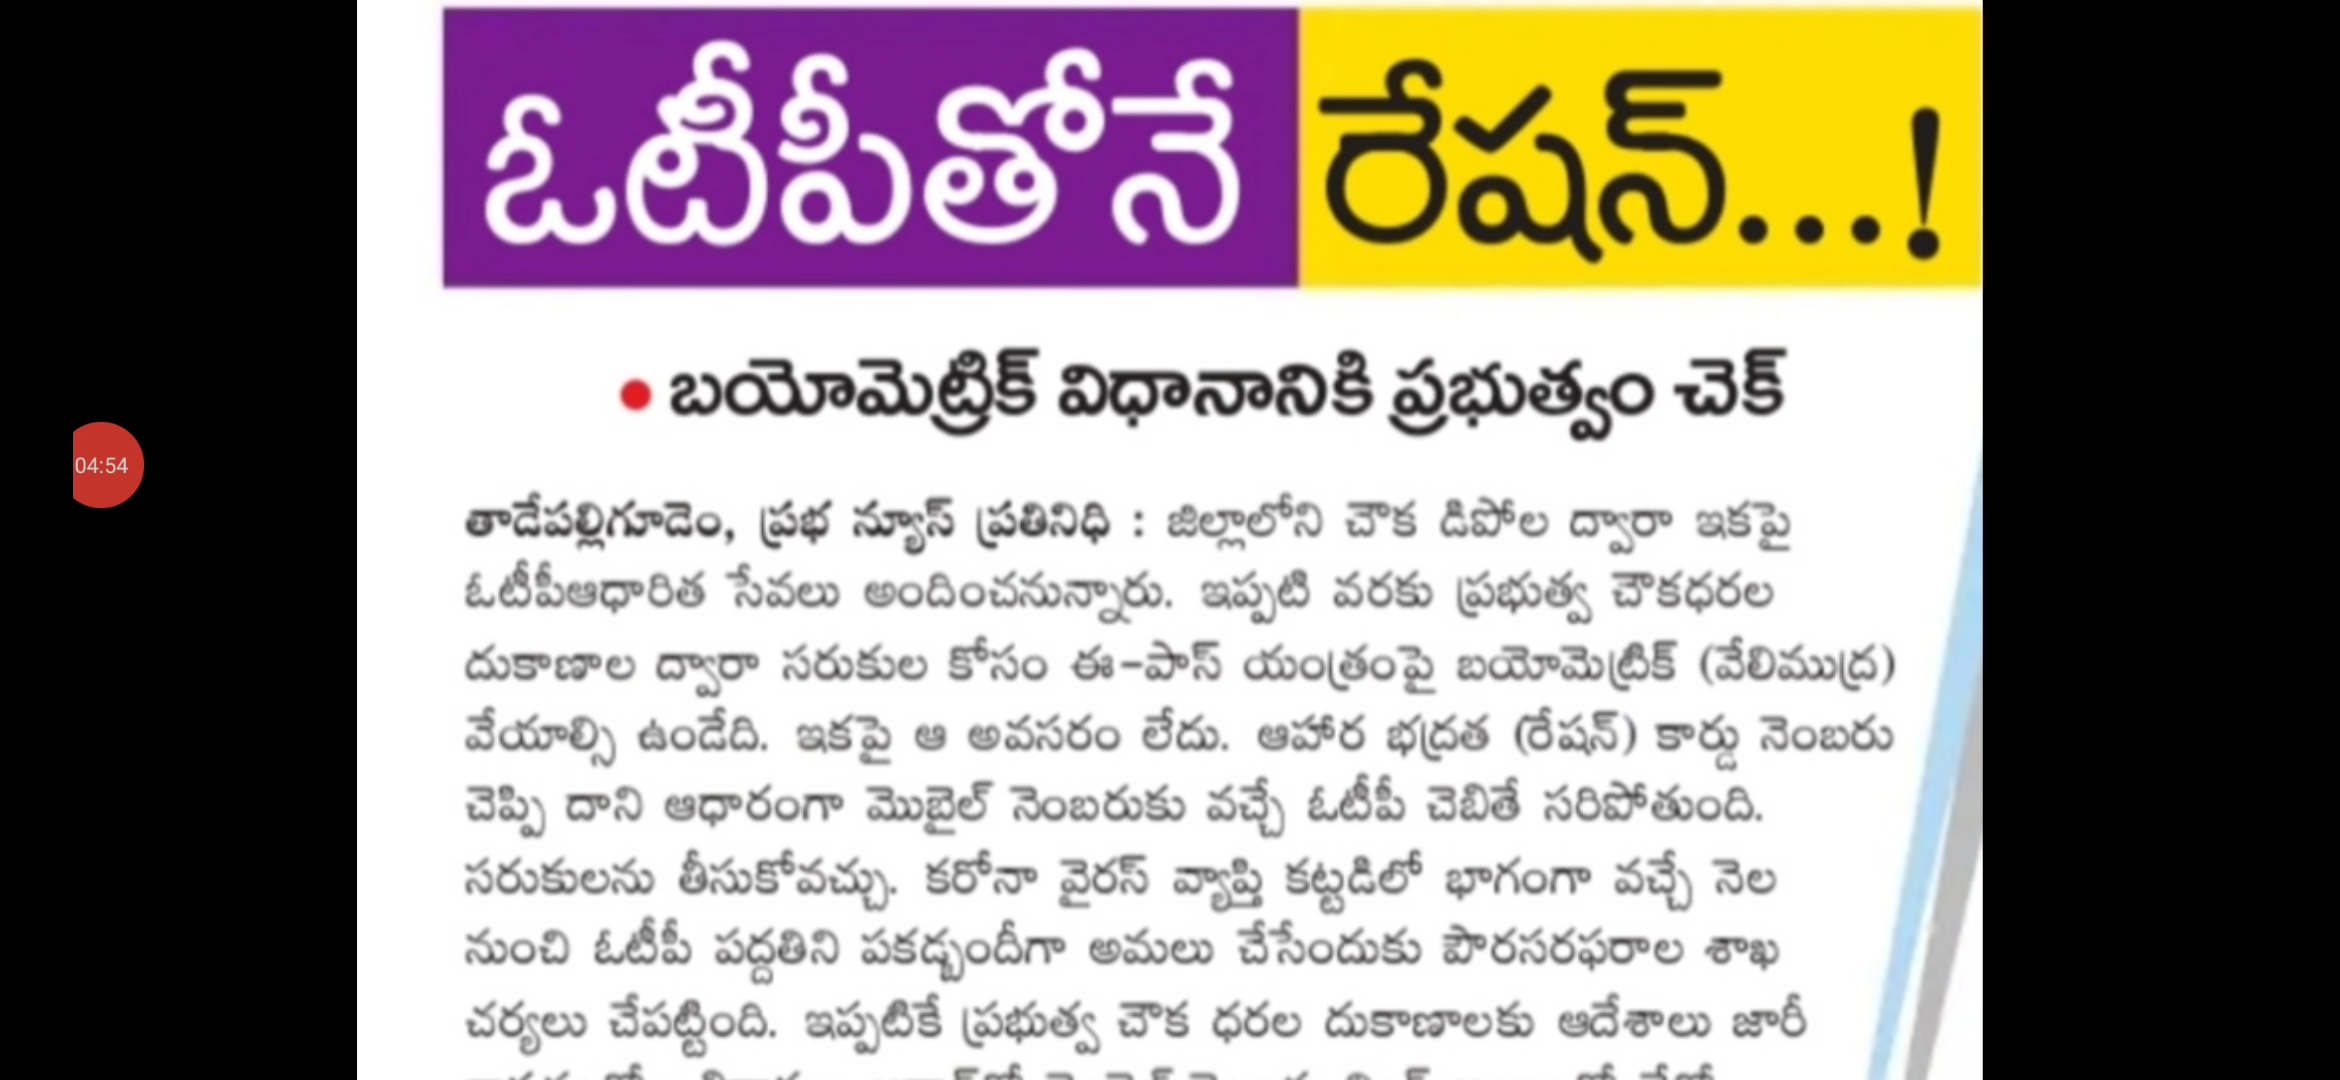 ఓటీపీతోనే రేషన్...!
• బయోమెట్రిక్ విధానానికి ప్రభుత్వం చెక్
04:54
తాడేపల్లిగూడెం, ప్రభ న్యూస్ ప్రతినిధి : జిల్లాలోని చౌక డిపోల ద్వారా ఇకపై
ఓటీపీఆధారిత సేవలు అందించనున్నారు. ఇప్పటి వరకు ప్రభుత్వ చౌకధరల
దుకాణాల ద్వారా సరుకుల కోసం ఈ-పాస్ యంత్రంపై బయోమెట్రిక్ (వేలిముద్ర)
వేయాల్సి ఉండేది. ఇకపై ఆ అవసరం లేదు. ఆహార భద్రత (రేషన్) కార్డు నెంబరు
చెప్పి దాని ఆధారంగా మొబైల్ నెంబరుకు వచ్చే ఓటీపీ చెబితే సరిపోతుంది.
సరుకులను తీసుకోవచ్చు. కరోనా వైరస్ వ్యాప్తి కట్టడిలో భాగంగా వచ్చే నెల
నుంచి ఓటీపీ పద్దతిని పకడ్బందీగా అమలు చేసేందుకు పౌరసరఫరాల శాఖ
చర్యలు చేపట్టింది. ఇప్పటికే ప్రభుత్వ చౌక ధరల దుకాణాలకు ఆదేశాలు జారీ